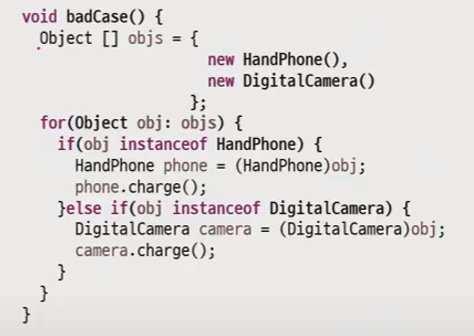 void badCase() {
Object [] objs = {
new HandPhone(),
new DigitalCamera()
};
for(Object obj: objs) {
if(obj instanceof HandPhone) {
HandPhone phone = (HandPhone)obj;
phone.charge();
}else if(obj instanceof DigitalCamera) {
DigitalCamera camera = (DigitalCamera)obj;
camera.charge();
}
}
}